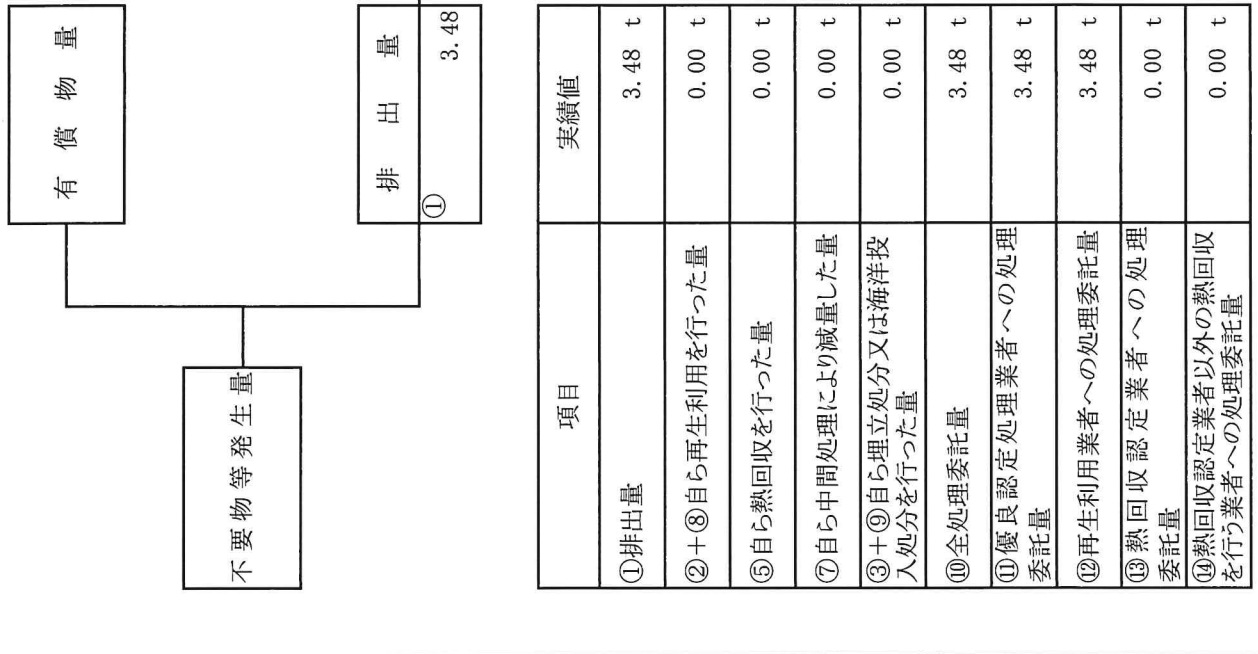 有償物量
不要物等発生量
排出量
①
3.48
項目
実績値
①排出量
3.48 t
②+⑧自ら再生利用を行った量
0.00 t
⑤自ら熱回収を行った量
0.00 t
⑦自ら中間処理により減量した量
0.00 t
③+⑨自ら埋立処分又は海洋投
入処分を行った量
0.00 t
⑩全処理委託量
3.48 t
⑪優良認定処理業者への処理
委託量
3.48 t
⑫再生利用業者への処理委託量
3.48 t
⑬熱回収認定業者への処理
委託量
0.00 t
⑭熱回収認定業者以外の熱回収
を行う業者への処理委託量
0.00 t